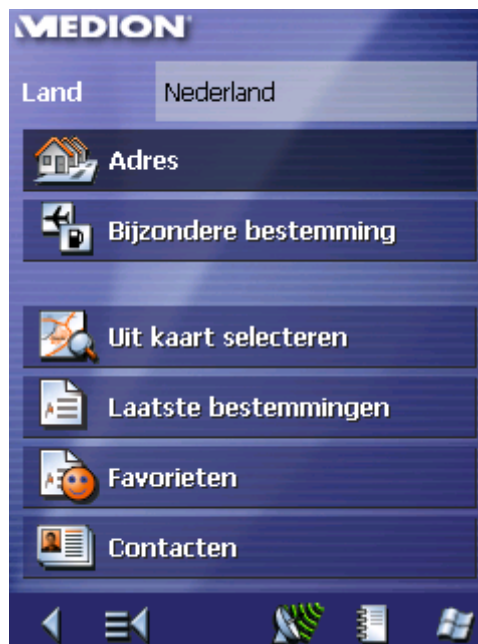 MEDION
Land Nederland
Adres
Bijzondere bestemming
Uit kaart selecteren
Laatste bestemmingen
Favorieten
Contacten